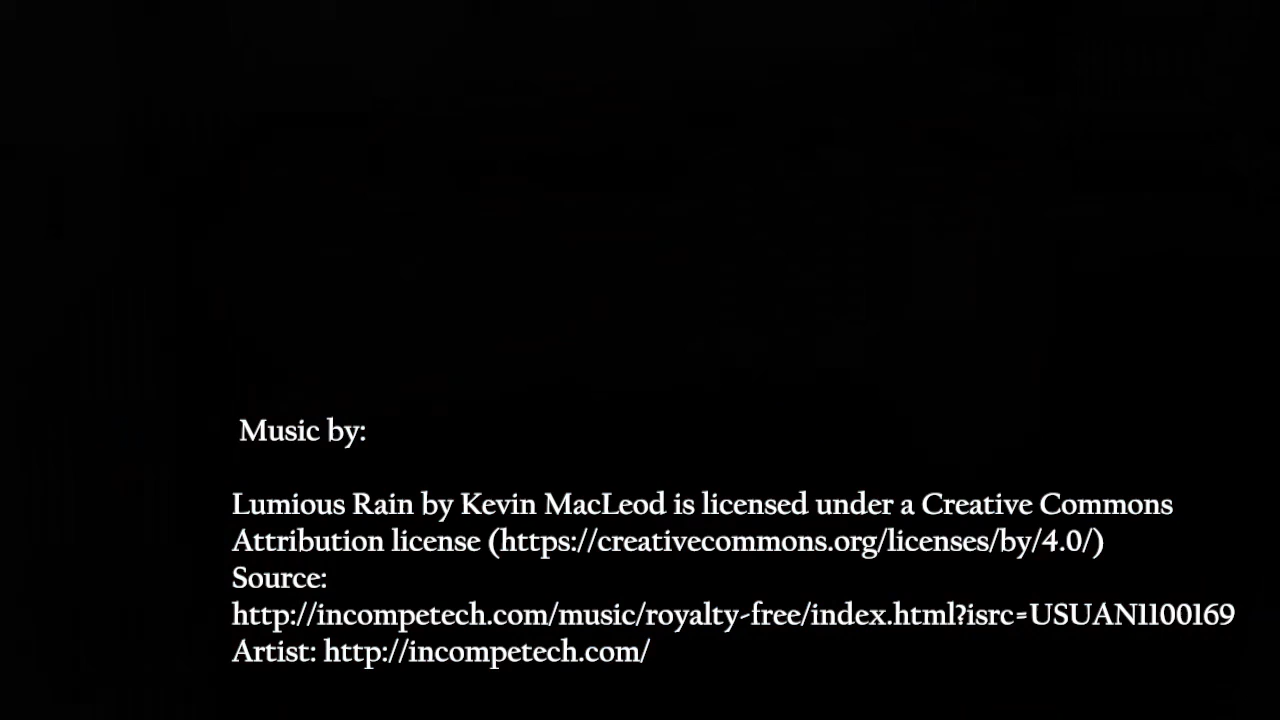 Music by:
Lumious Rain by Kevin MacLeod is licensed under a Creative Commons
Attribution license (https://creativecommons.org/licenses/by/4.0/)
Source:
http://incompetech.com/music/royalty-free/index.html?isrc=USUAN1100169
Artist: http://incompetech.com/